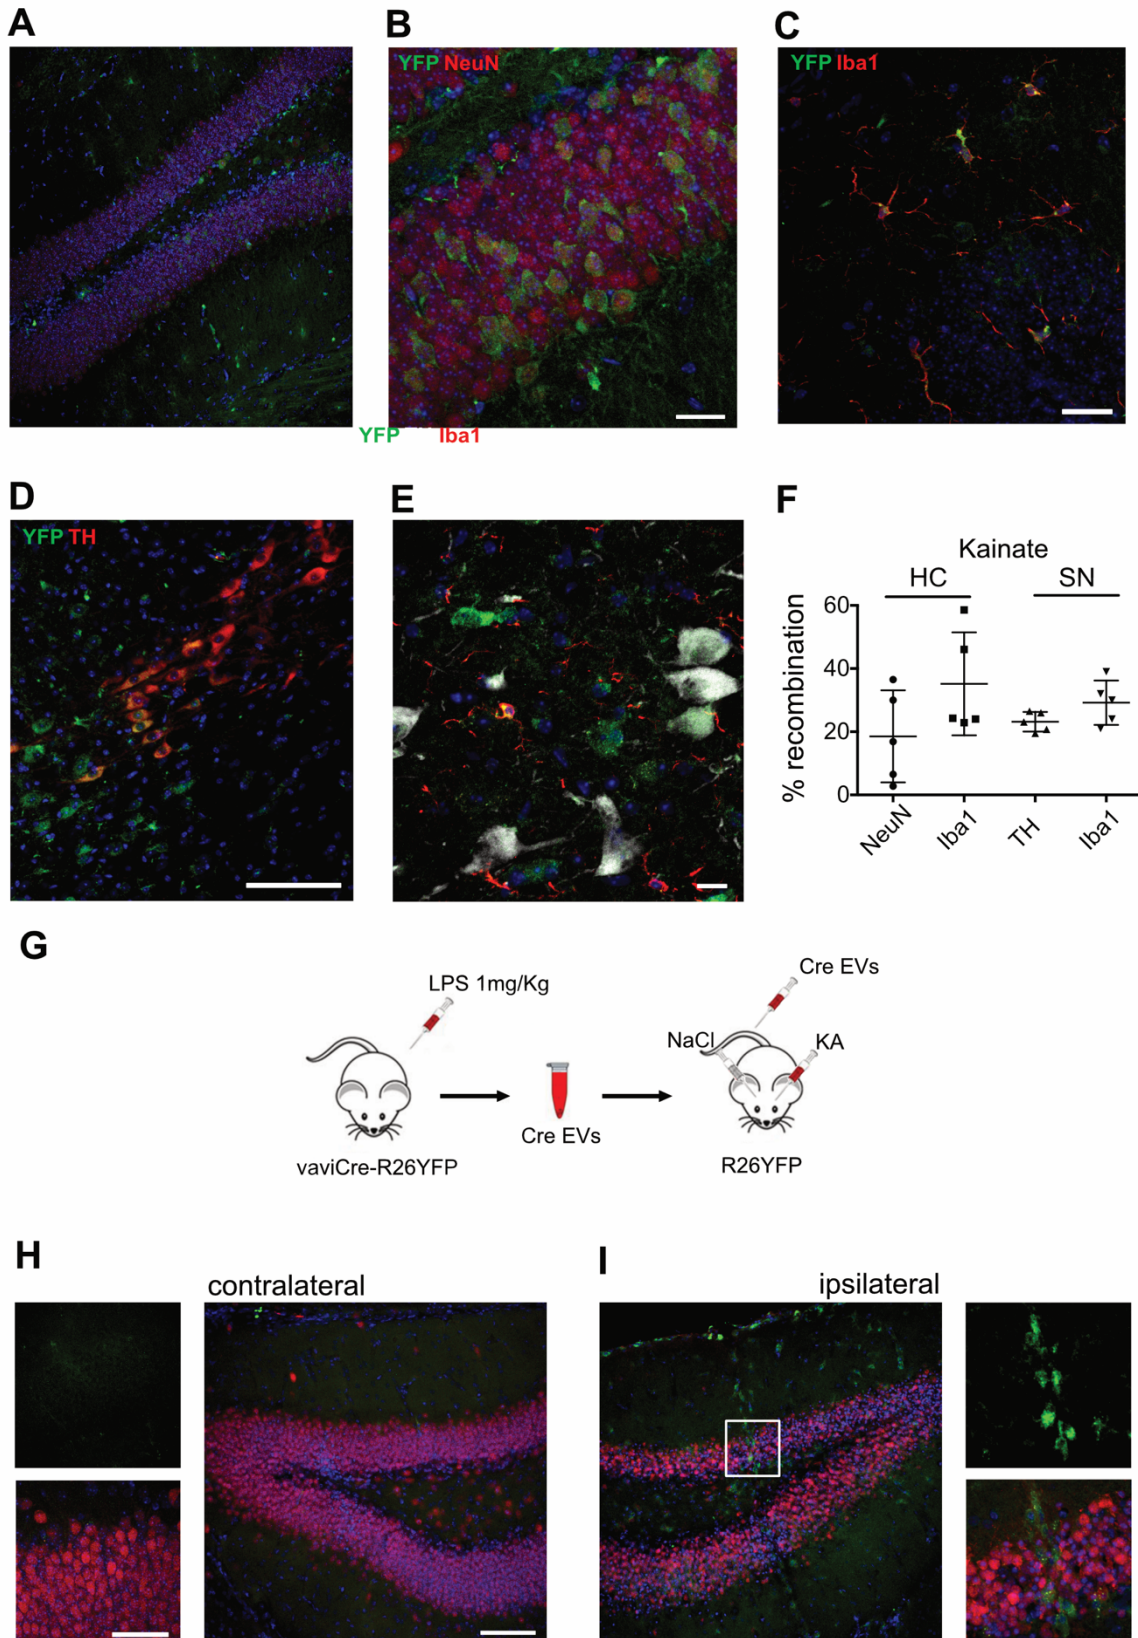 A
B
C
YFP NeuN
YFP Iba1
YFP Iba1
D
E
F
YFP TH
Kainate
HC SN
% recombination
60
40
20
0
NeuN
Iba1
TH
Iba1
G
LPS 1mg/Kg
Cre EVs
NaCl
KA
Cre EVs
vaviCre-R26YFP
R26YFP
H
I
contralateral
ipsilateral